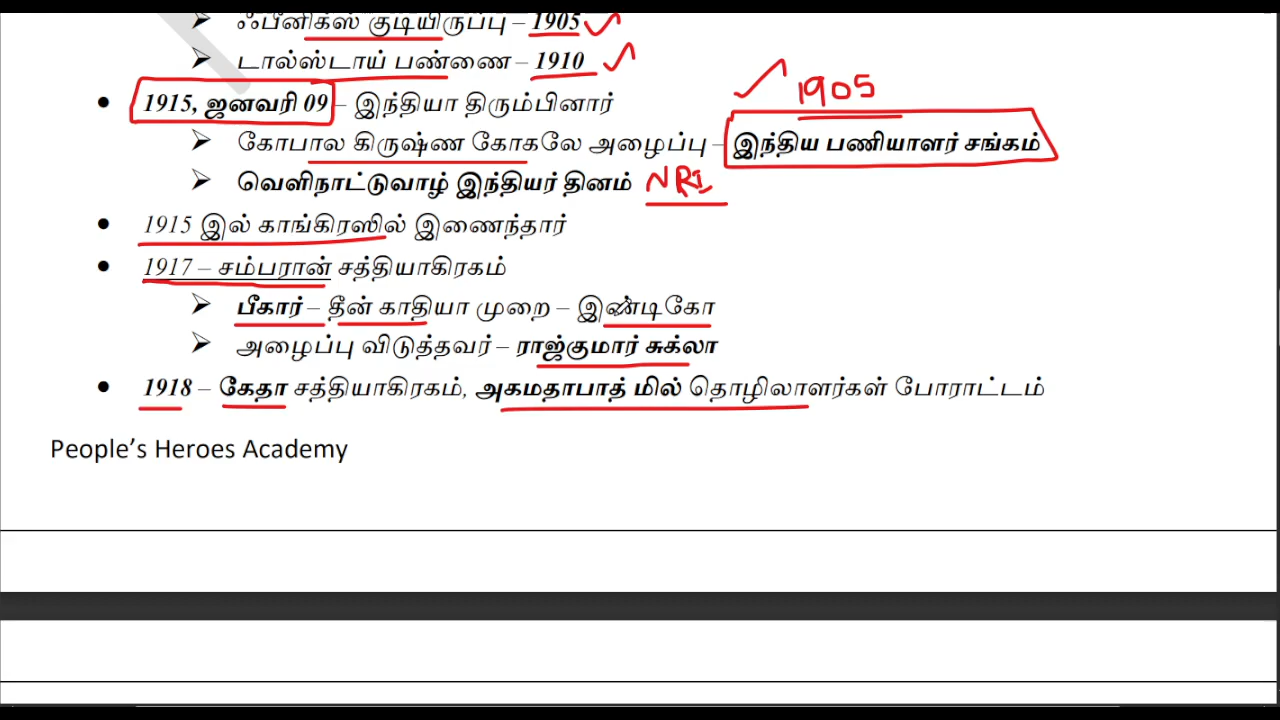 ➢ ஃபீனிக்ஸ் குடியிருப்பு – 1905
➢ டால்ஸ்டாய் பண்ணை – 1910
1905
• 1915, ஜனவரி 09 – இந்தியா திரும்பினார்
➢ கோபால கிருஷ்ண கோகலே அழைப்பு – இந்திய பணியாளர் சங்கம்
➢ வெளிநாட்டுவாழ் இந்தியர் தினம் NRI
• 1915 இல் காங்கிரஸில் இணைந்தார்
• 1917 – சம்பரான் சத்தியாகிரகம்
➢ பீகார் – தீன் காதியா முறை – இண்டிகோ
➢ அழைப்பு விடுத்தவர் – ராஜ்குமார் சுக்லா
• 1918 – கேதா சத்தியாகிரகம், அகமதாபாத் மில் தொழிலாளர்கள் போராட்டம்
People's Heroes Academy